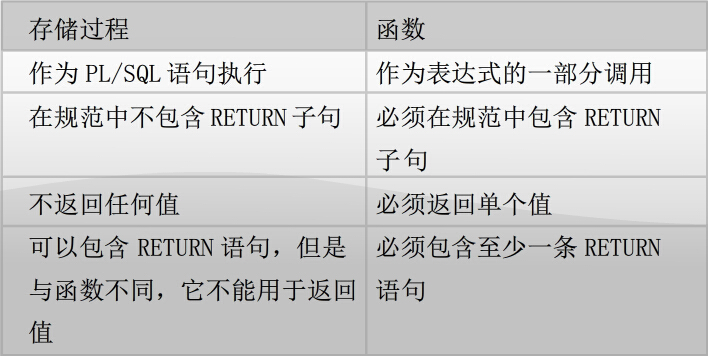 存储过程
函数
作为 PL/SQL 语句执行
作为表达式的一部分调用
在规范中不包含 RETURN 子句
必须在规范中包含 RETURN
子句
不返回任何值
必须返回单个值
可以包含 RETURN 语句，但是
与函数不同，它不能用于返回
值
必须包含至少一条 RETURN
语句